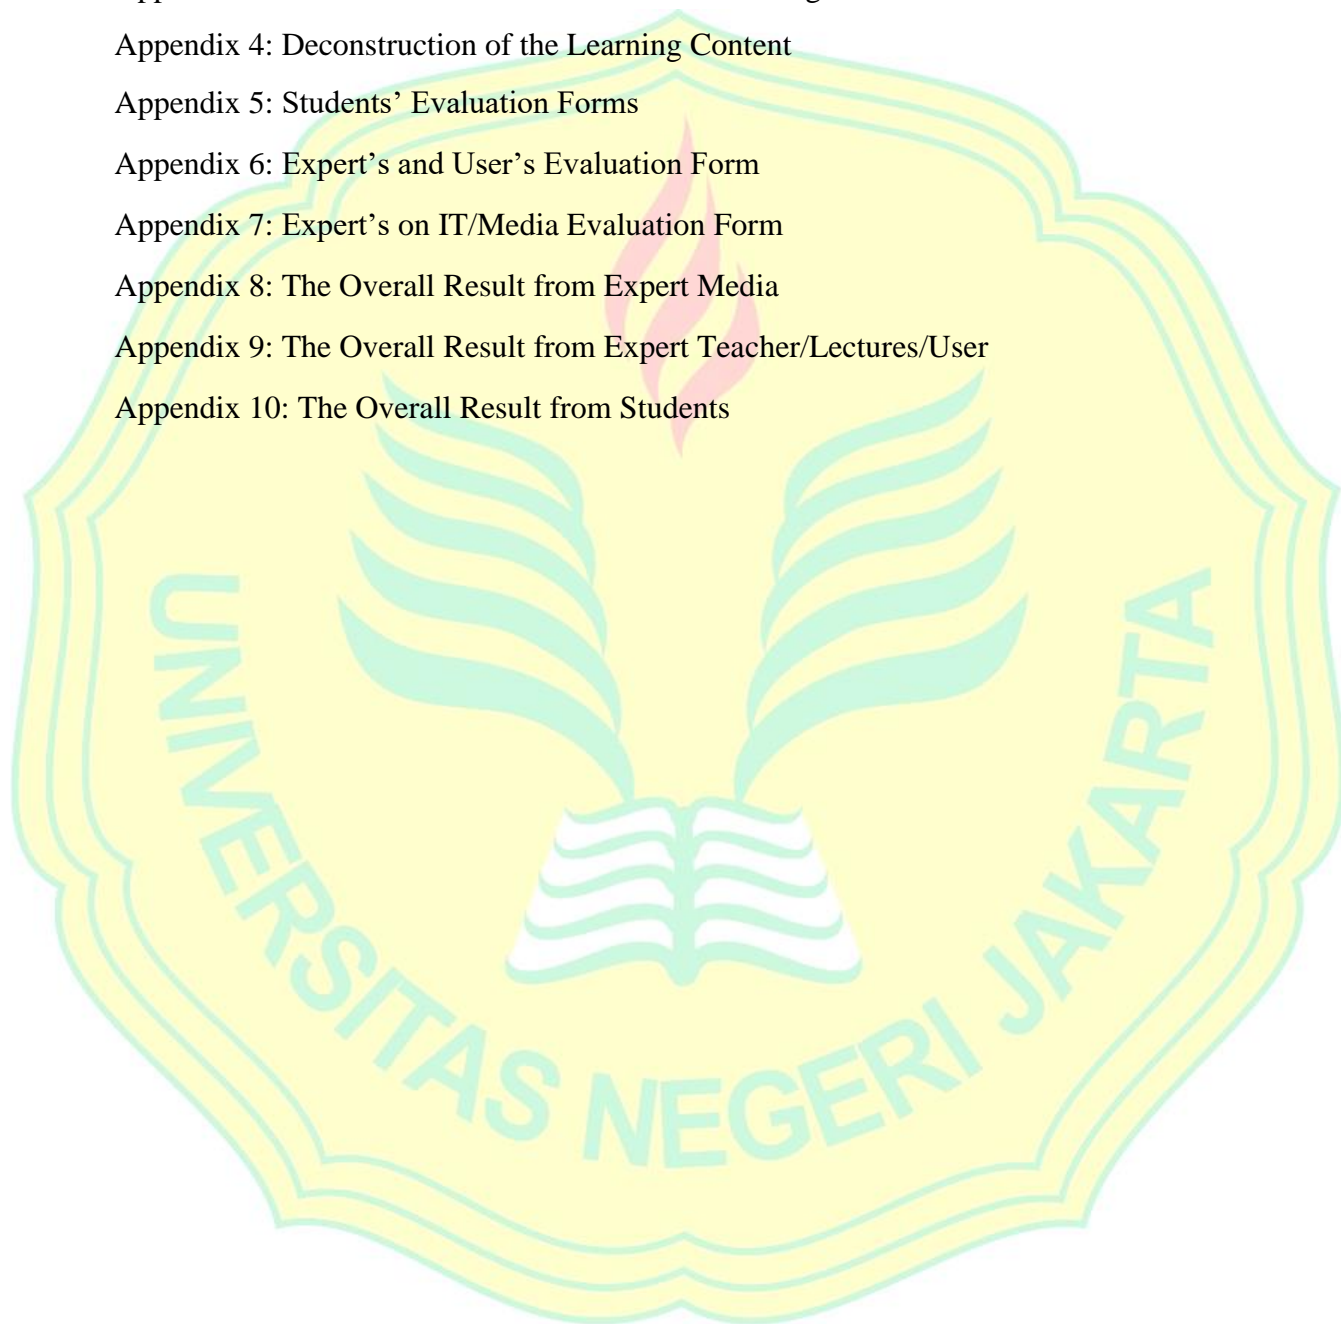 Appendix 4: Deconstruction of the Learning Content
Appendix 5: Students’ Evaluation Forms
Appendix 6: Expert’s and User’s Evaluation Form
Appendix 7: Expert’s on IT/Media Evaluation Form
Appendix 8: The Overall Result from Expert Media
Appendix 9: The Overall Result from Expert Teacher/Lectures/User
Appendix 10: The Overall Result from Students
UNIVERSITAS NEGERI JAKARTA